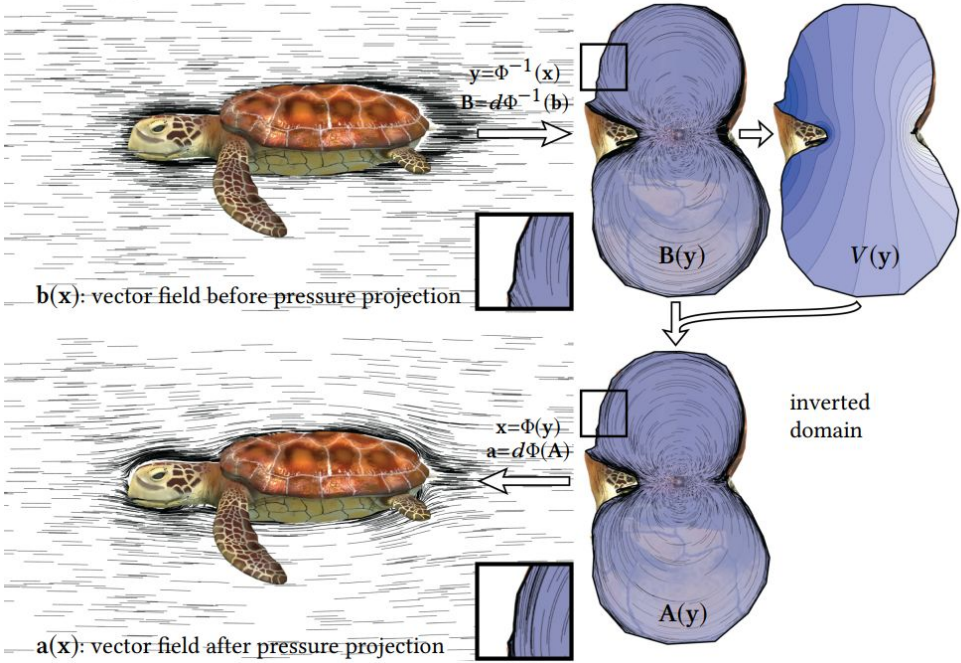 y=Φ⁻¹(x)
B=dΦ⁻¹(b)
B(y)
V(y)
b(x): vector field before pressure projection
x=Φ(y)
a=dΦ(A)
inverted
domain
A(y)
a(x): vector field after pressure projection